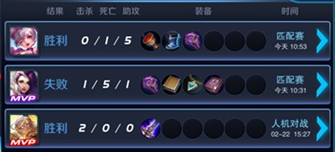 结果 击杀 死亡 助攻 装备 时间
胜利 0 / 1 / 5 匹配赛
今天 10:53
失败 1 / 5 / 1 匹配赛
MVP 今天 10:31
胜利 2 / 0 / 0 人机对战
MVP 02-22 15:27